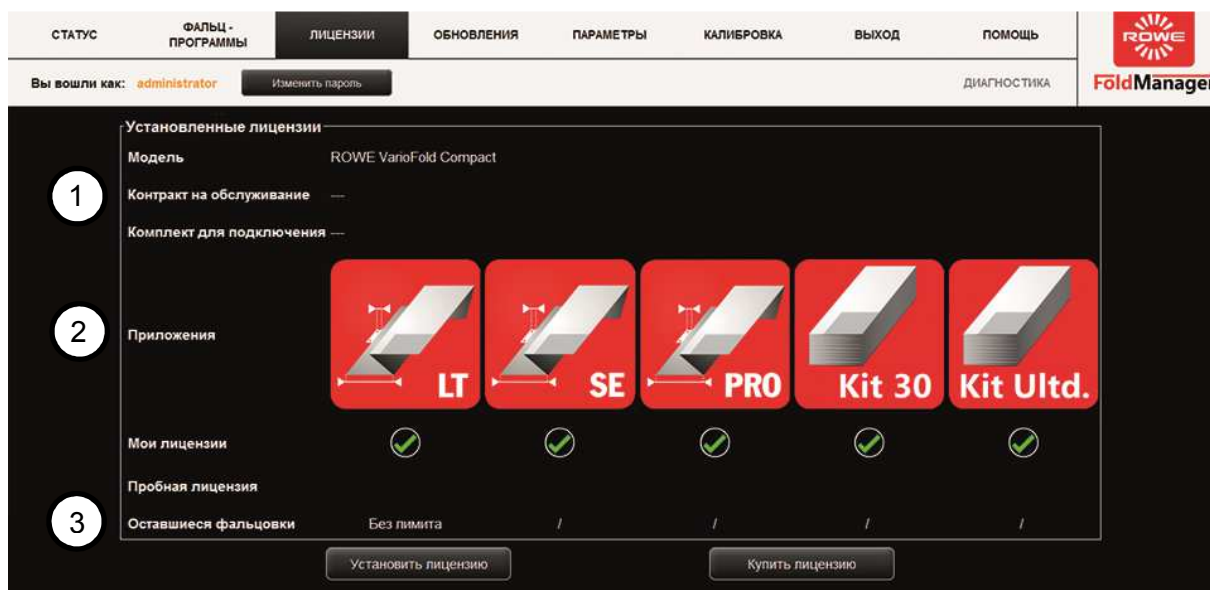 СТАТУС
ФАЛЬЦ -
ПРОГРАММЫ
ЛИЦЕНЗИИ
ОБНОВЛЕНИЯ
ПАРАМЕТРЫ
КАЛИБРОВКА
ВЫХОД
ПОМОЩЬ
ROWE
Вы вошли как: administrator
Изменить пароль
ДИАГНОСТИКА
FoldManager
Установленные лицензии
1
Модель ROWE VarioFold Compact
Контракт на обслуживание ---
Комплект для подключения ---
2
Приложения
LT SE PRO Kit 30 Kit Ultd.
Мои лицензии
Пробная лицензия
3
Оставшиеся фальцовки Без лимита / / / /
Установить лицензию Купить лицензию